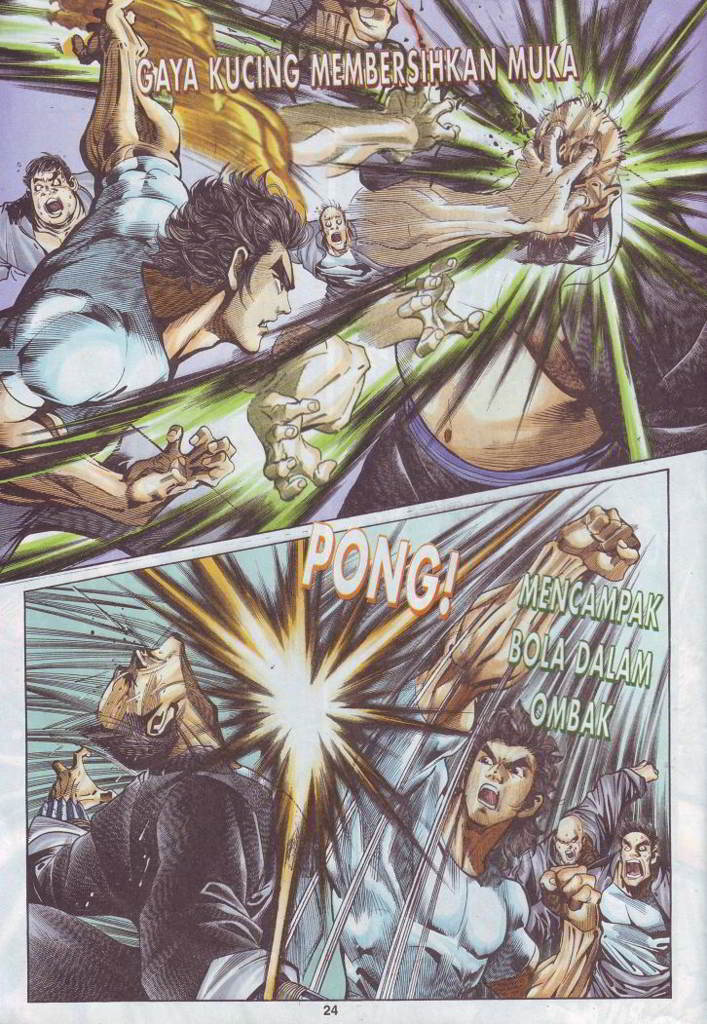 GAYA KUCING MEMBERSIHKAN MUKA
PONG!
MENCAMPAK
BOLA DALAM
OMBAK
24